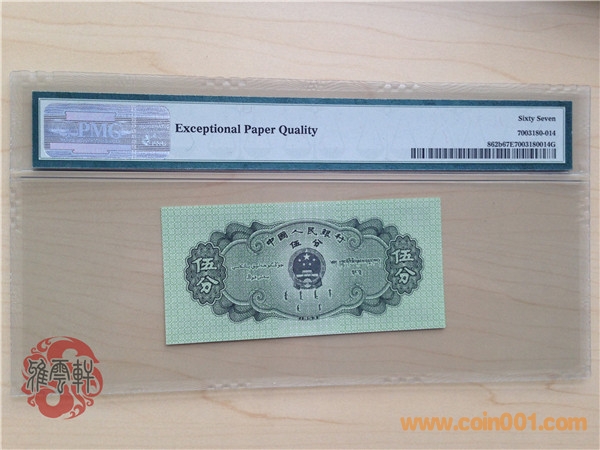 PMG
Exceptional Paper Quality
Sixty Seven
7003180-014
862b67E7003180014G
中國人民銀行
伍分
伍分
伍分
雅雲軒
www.coin001.com